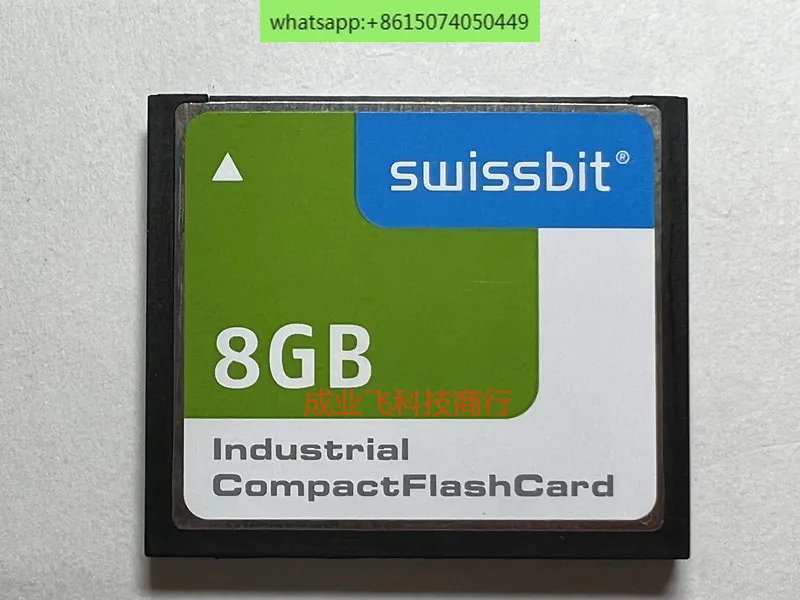 whatsapp:+8615074050449
swissbit®
8GB
成业飞科技商行
Industrial
CompactFlashCard